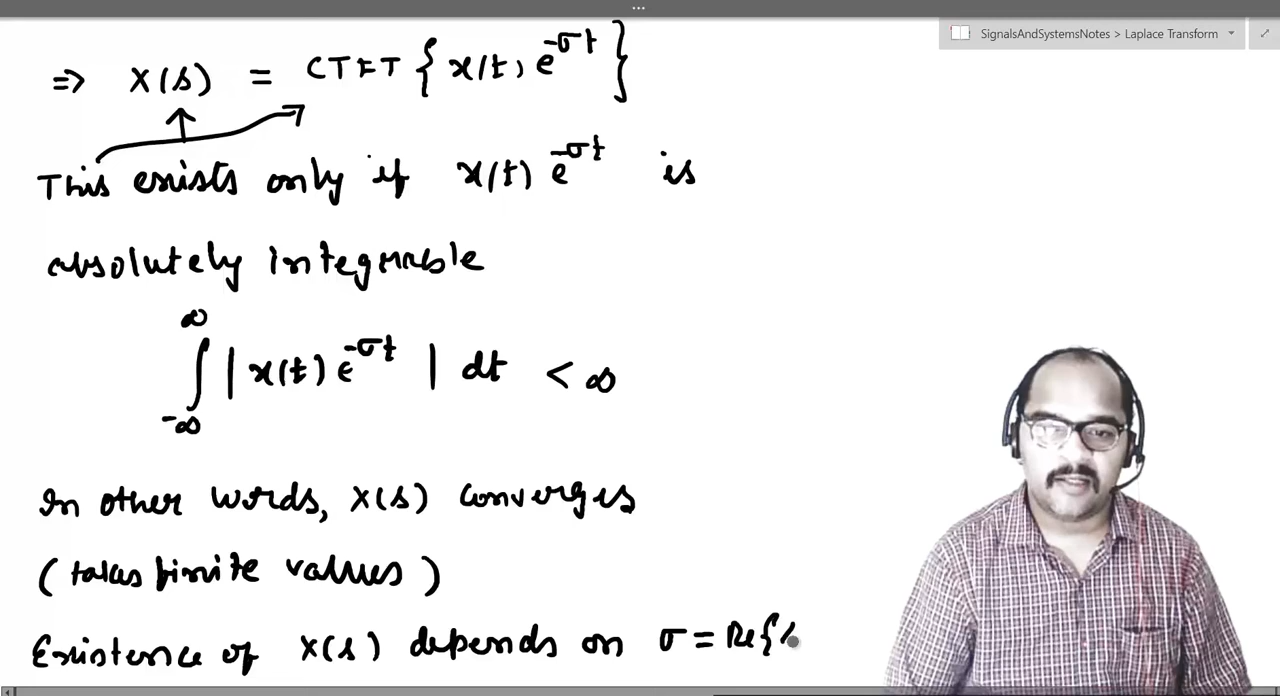 ...
SignalsAndSystemsNotes > Laplace Transform
⇒ X(s) = CTFT { x(t) e^{-σt} }
This exists only if x(t) e^{-σt} is
absolutely integrable
∫_{-∞}^{∞} | x(t) e^{-σt} | dt < ∞
In other words, X(s) converges
(takes finite values)
Existence of X(s) depends on σ = Re{s